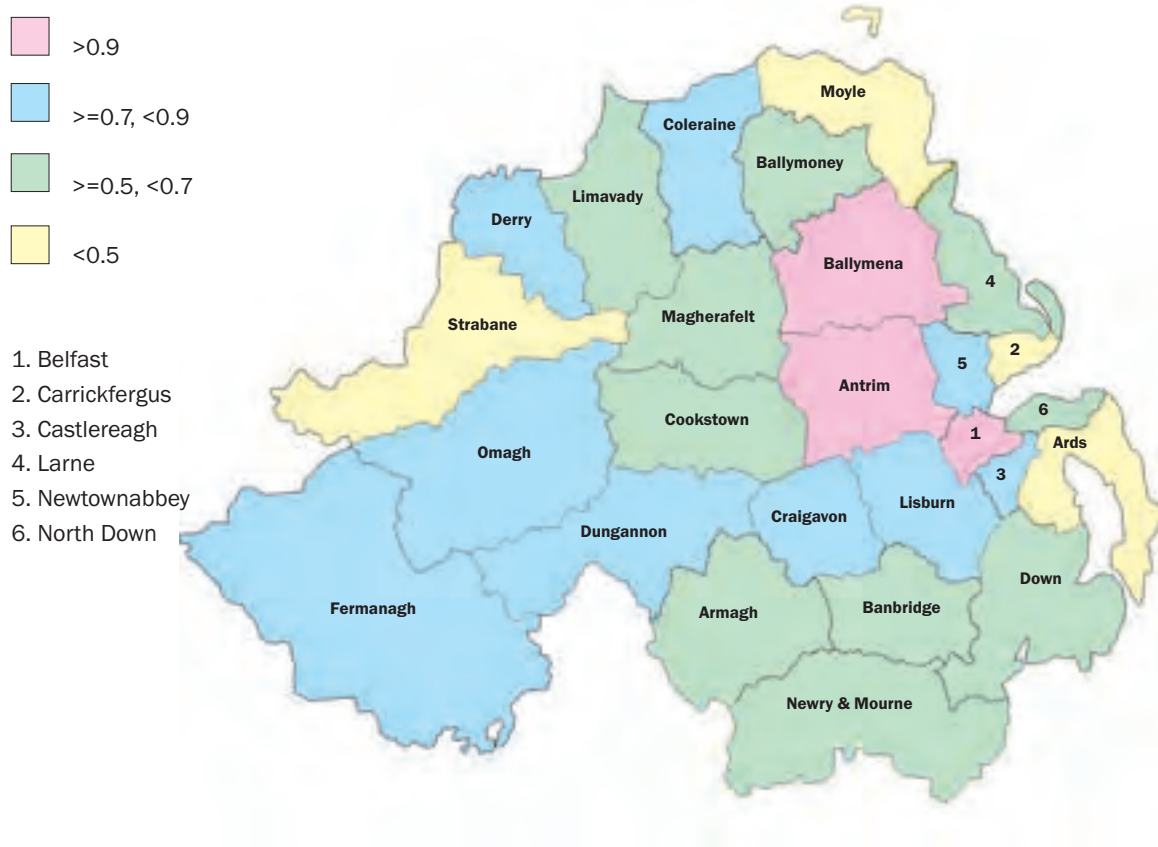 >0.9
>=0.7, <0.9
>=0.5, <0.7
<0.5
1. Belfast
2. Carrickfergus
3. Castlereagh
4. Larne
5. Newtownabbey
6. North Down
Moyle
Coleraine
Ballymoney
Limavady
Derry
Ballymena
4
Magherafelt
Strabane
2
5
Antrim
6
Cookstown
1
Ards
Omagh
3
Lisburn
Craigavon
Dungannon
Down
Fermanagh
Armagh
Banbridge
Newry & Mourne